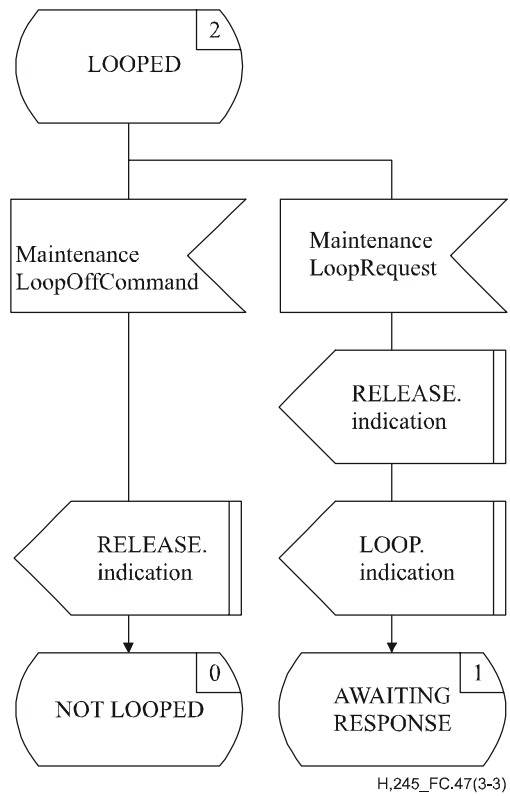 2
LOOPED
Maintenance
LoopOffCommand
Maintenance
LoopRequest
RELEASE.
indication
RELEASE.
indication
LOOP.
indication
0
NOT LOOPED
1
AWAITING
RESPONSE
H,245_FC.47(3-3)